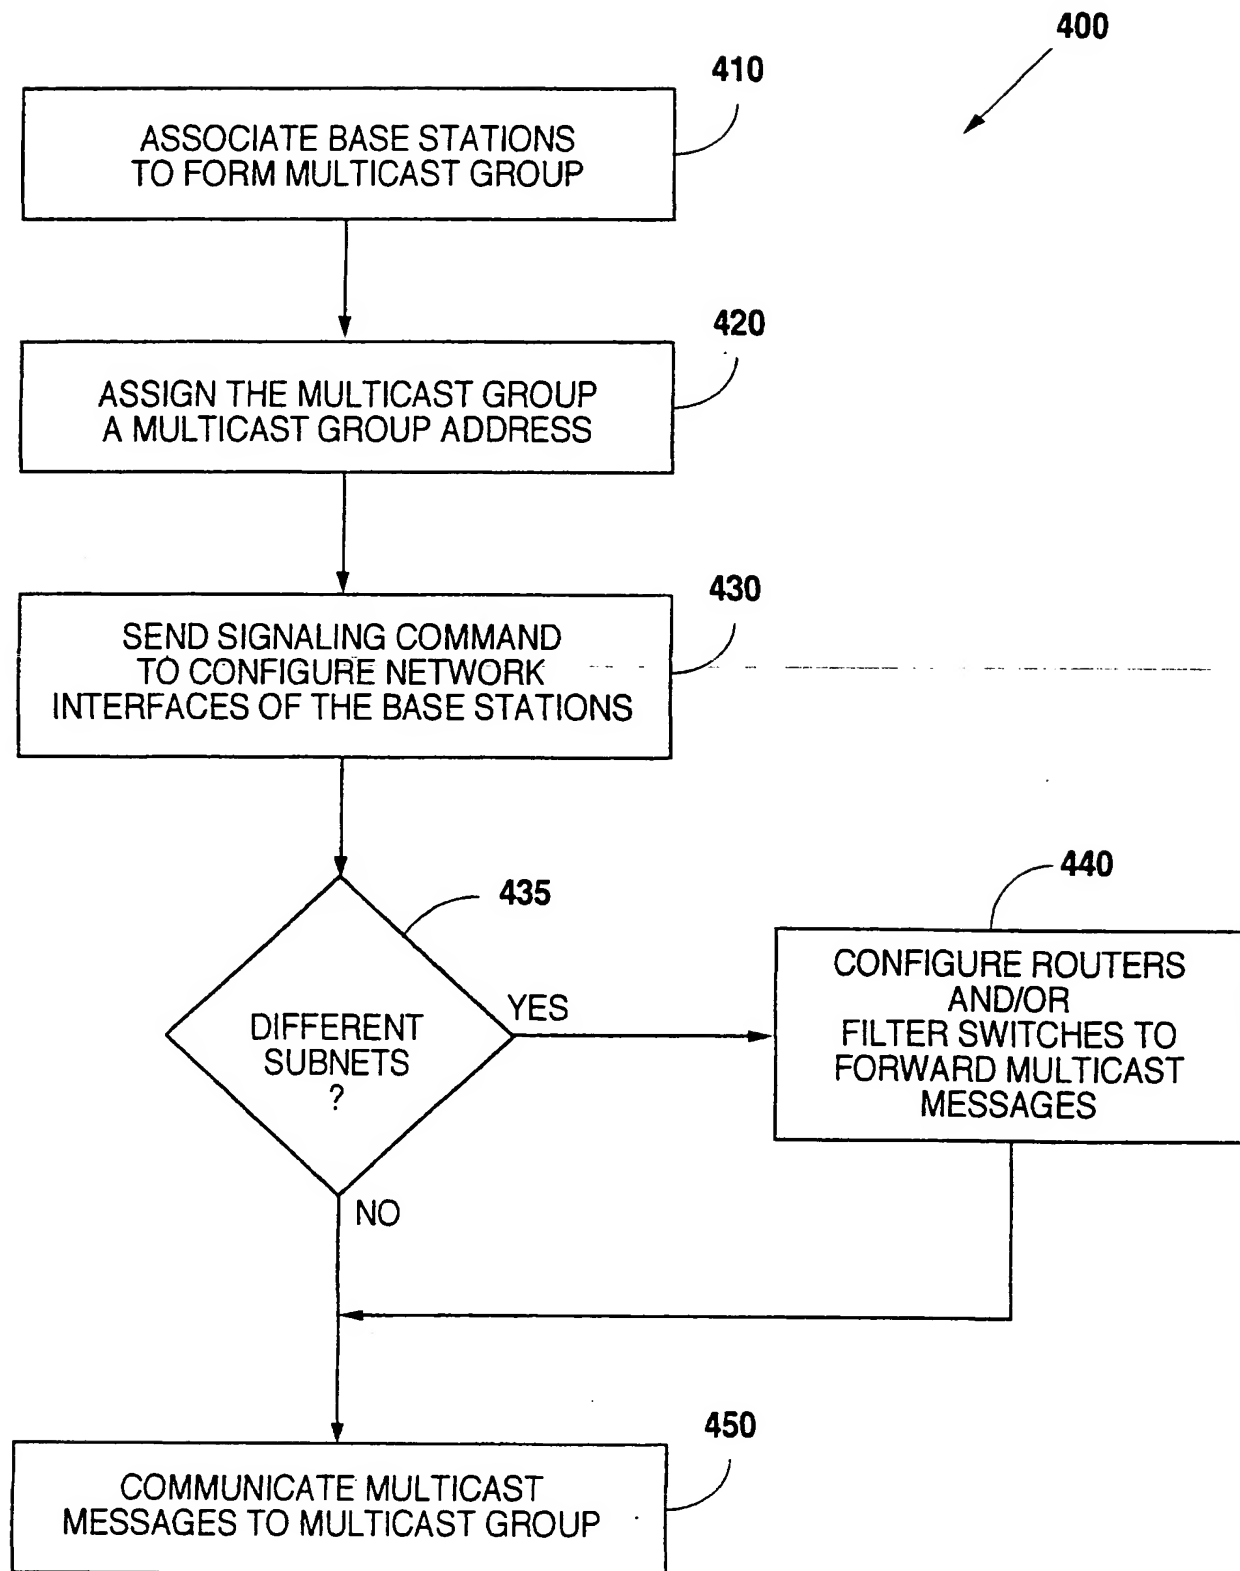 400
410
ASSOCIATE BASE STATIONS
TO FORM MULTICAST GROUP
420
ASSIGN THE MULTICAST GROUP
A MULTICAST GROUP ADDRESS
430
SEND SIGNALING COMMAND
TO CONFIGURE NETWORK
INTERFACES OF THE BASE STATIONS
435
DIFFERENT
SUBNETS
?
YES
NO
440
CONFIGURE ROUTERS
AND/OR
FILTER SWITCHES TO
FORWARD MULTICAST
MESSAGES
450
COMMUNICATE MULTICAST
MESSAGES TO MULTICAST GROUP